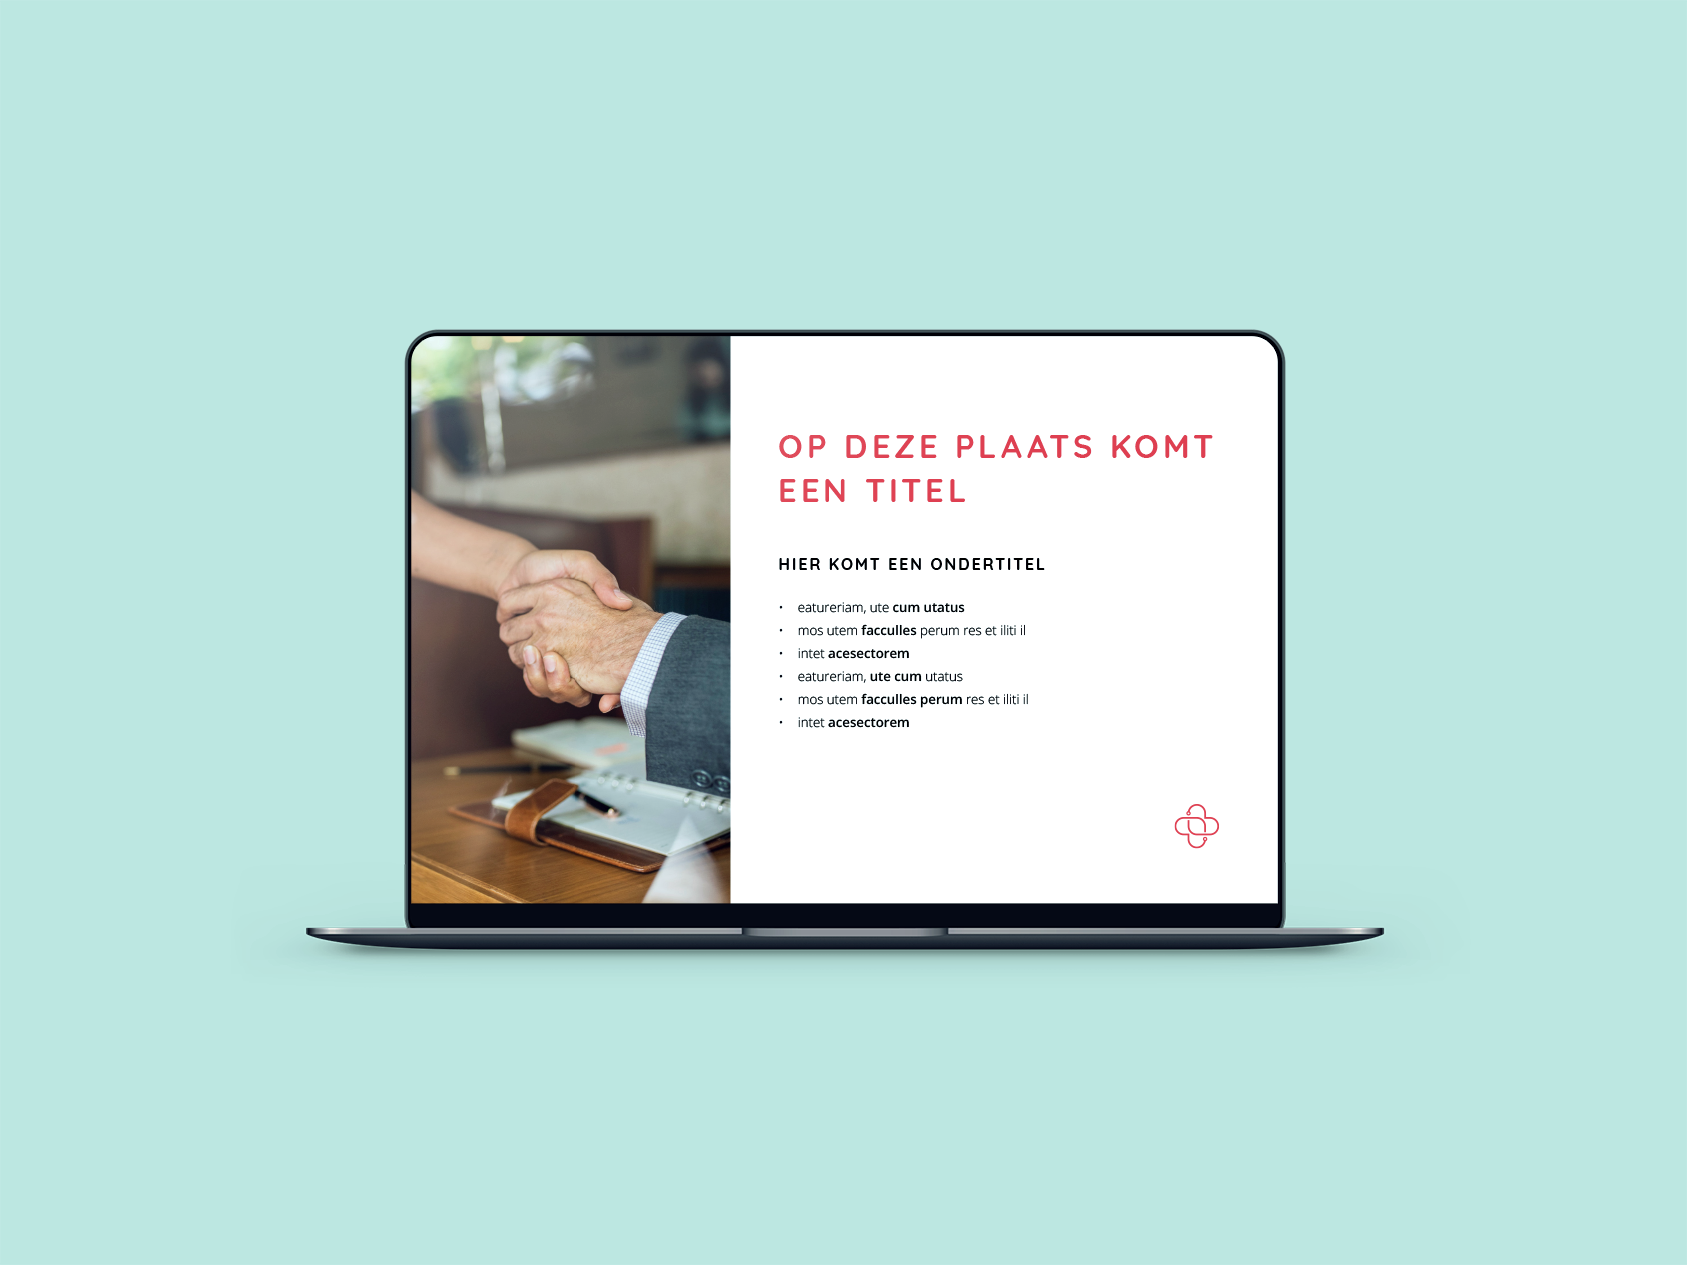 OP DEZE PLAATS KOMT
EEN TITEL
HIER KOMT EEN ONDERTITEL
• eatureriam, ute cum utatus
• mos utem facculles perum res et iliti il
• intet acesectorem
• eatureriam, ute cum utatus
• mos utem facculles perum res et iliti il
• intet acesectorem